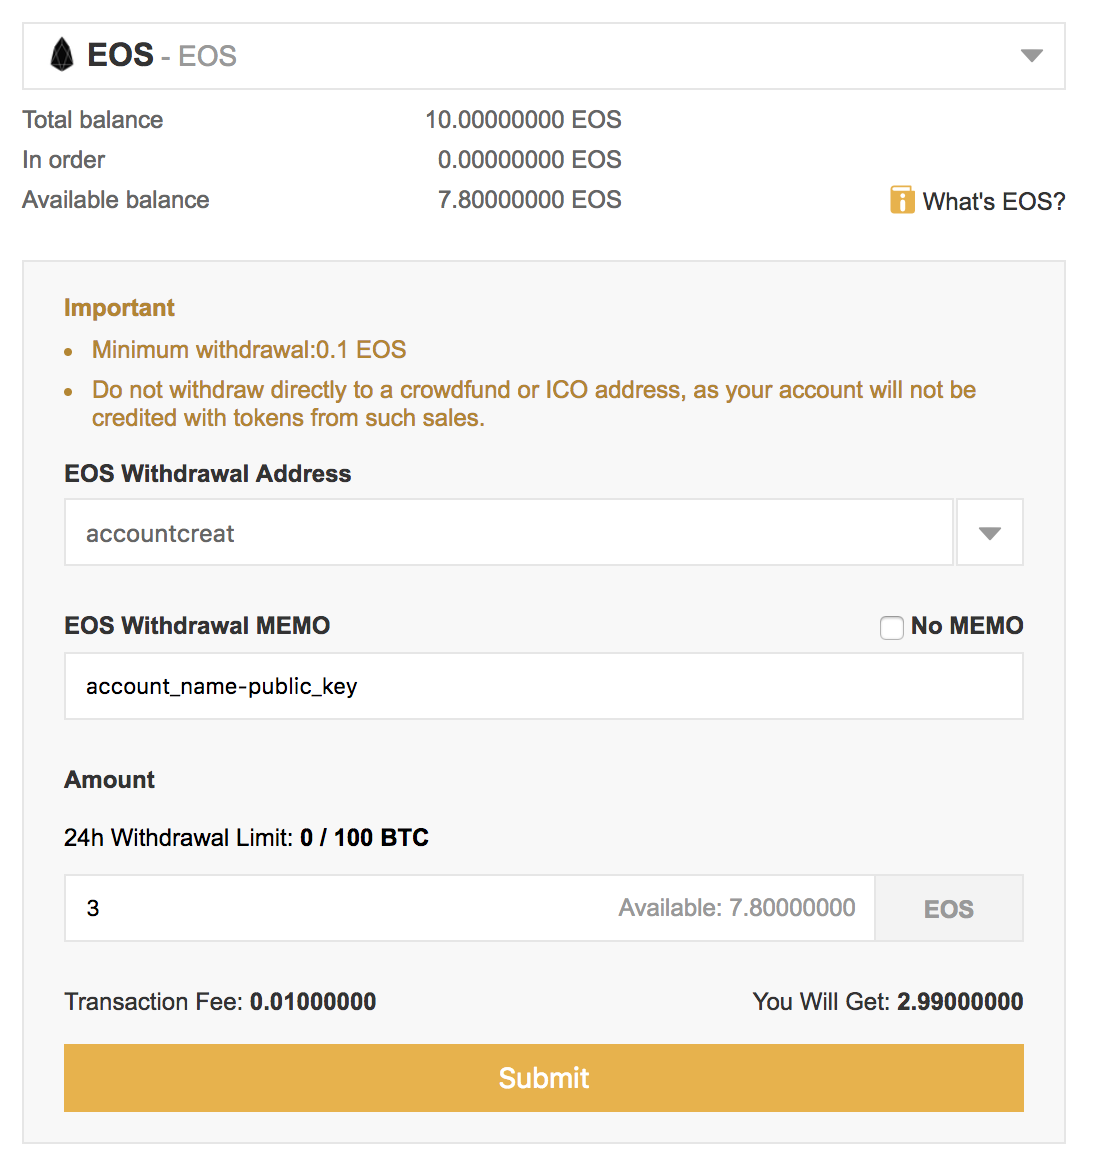 EOS - EOS
Total balance 10.00000000 EOS
In order 0.00000000 EOS
Available balance 7.80000000 EOS
What's EOS?
Important
• Minimum withdrawal:0.1 EOS
• Do not withdraw directly to a crowdfund or ICO address, as your account will not be
credited with tokens from such sales.
EOS Withdrawal Address
accountcreat
EOS Withdrawal MEMO No MEMO
account_name-public_key
Amount
24h Withdrawal Limit: 0 / 100 BTC
3 Available: 7.80000000 EOS
Transaction Fee: 0.01000000 You Will Get: 2.99000000
Submit